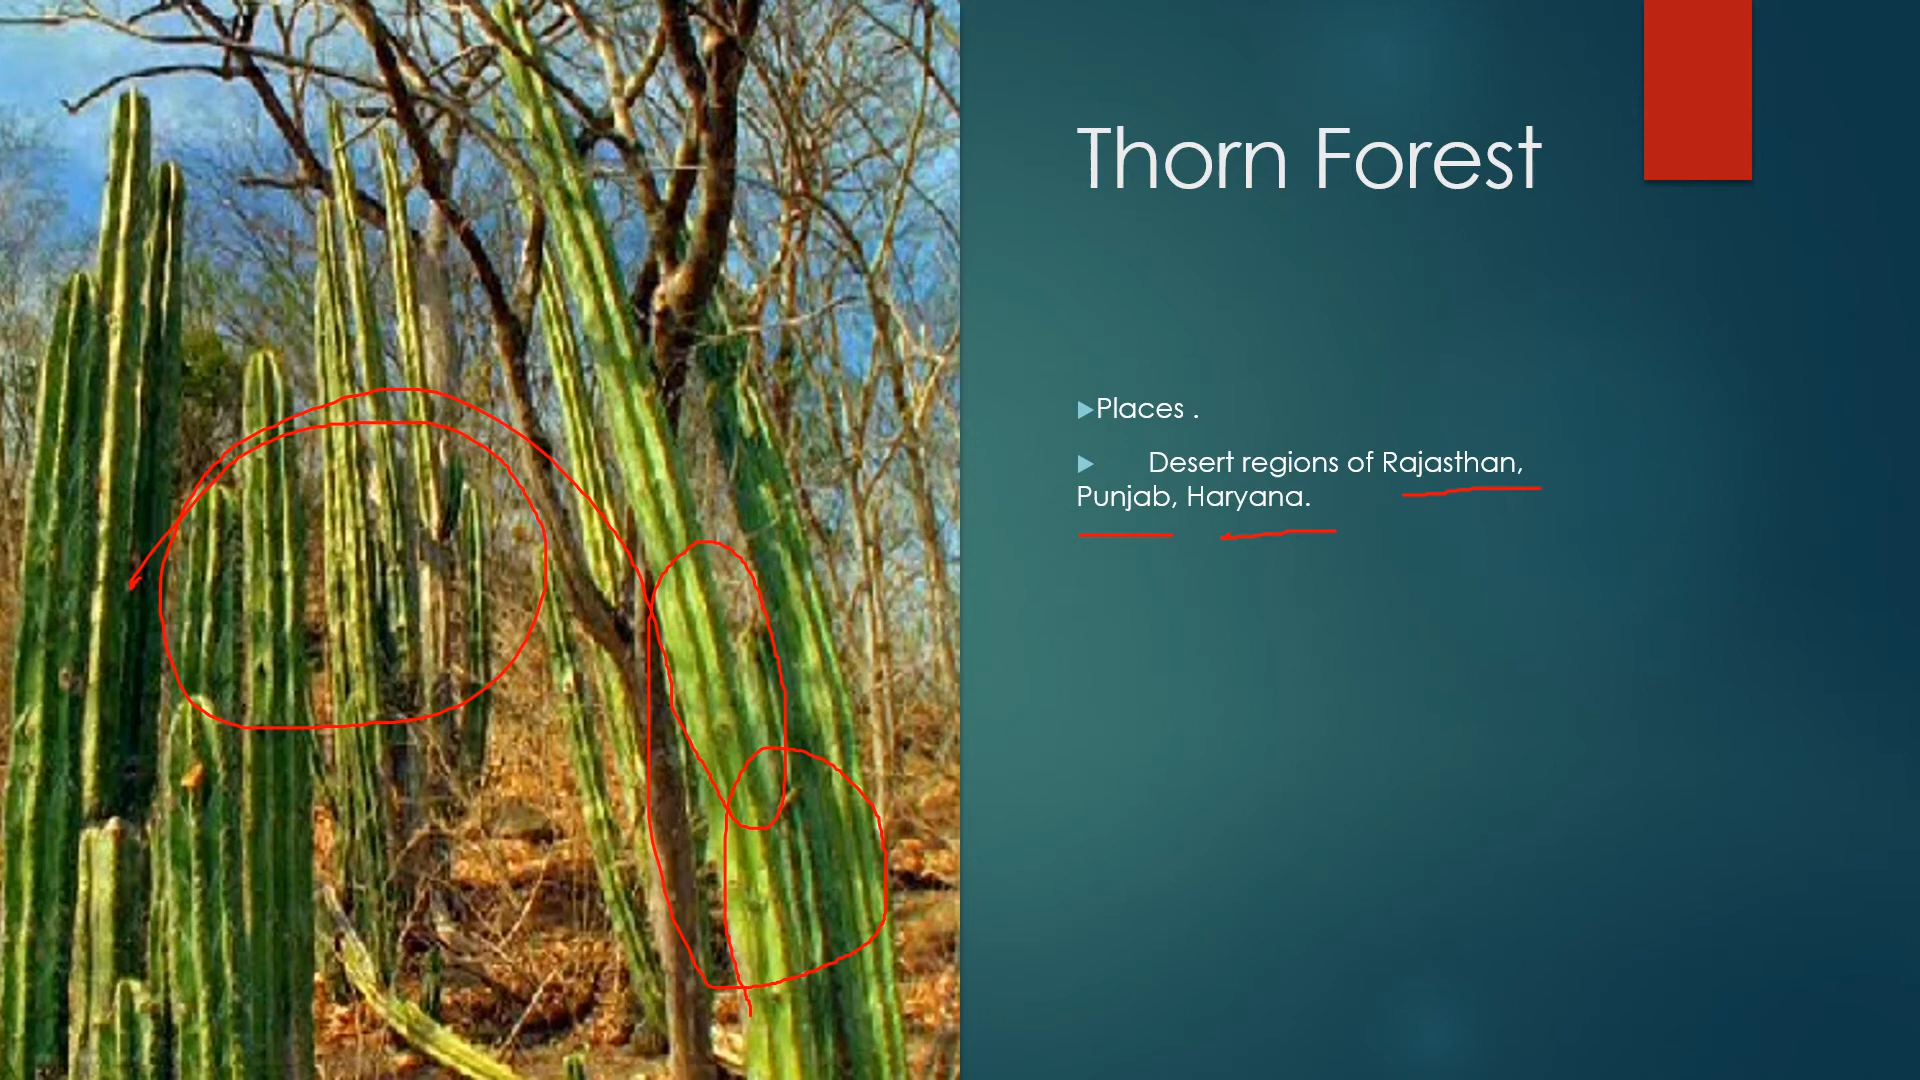 Thorn Forest
Places .
Desert regions of Rajasthan,
Punjab, Haryana.